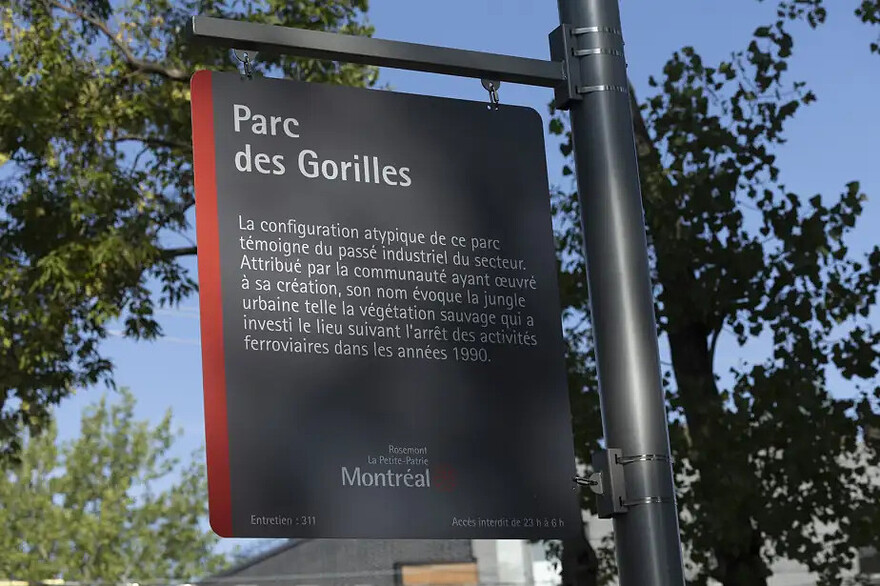 Parc
des Gorilles
La configuration atypique de ce parc
témoigne du passé industriel du secteur.
Attribué par la communauté ayant œuvré
à sa création, son nom évoque la jungle
urbaine telle la végétation sauvage qui a
investi le lieu suivant l'arrêt des activités
ferroviaires dans les années 1990.
Rosemont
La Petite-Patrie
Montréal
Entretien : 311
Accès interdit de 23 h à 6 h